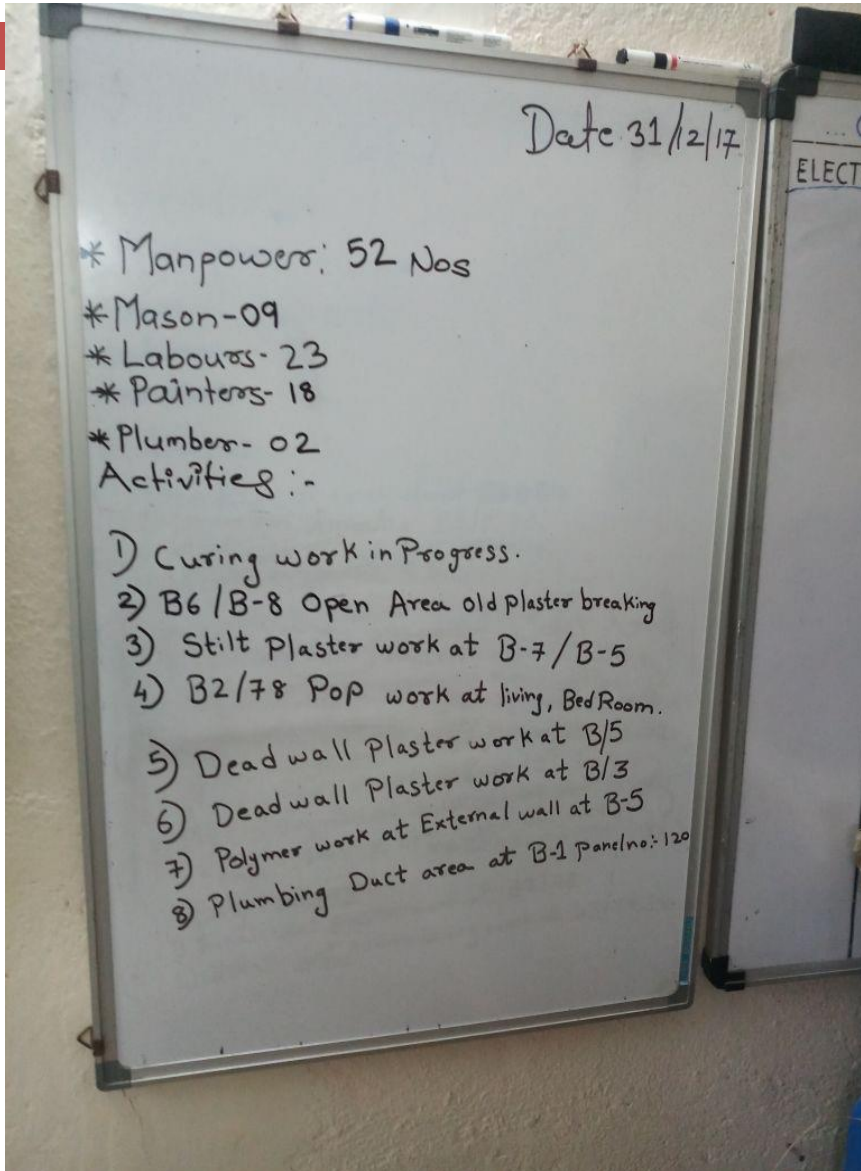 Date 31/12/17
* Manpower: 52 Nos
* Mason-09
* Labours- 23
* Painters- 18
* Plumber- 02
Activities :-
1) Curing work in Progress.
2) B6 / B-8 Open Area old plaster breaking
3) Stilt Plaster work at B-7 / B-5
4) B2/78 Pop work at living, Bed Room.
5) Dead wall Plaster work at B/5
6) Dead wall Plaster work at B/3
7) Polymer work at External wall at B-5
8) Plumbing Duct area at B-1 Panel no:- 120
ELECT